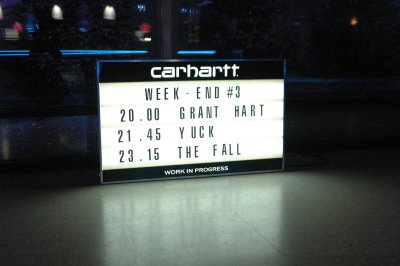 carhartt
WEEK - END #3
20.00 GRANT HART
21.45 YUCK
23.15 THE FALL
WORK IN PROGRESS